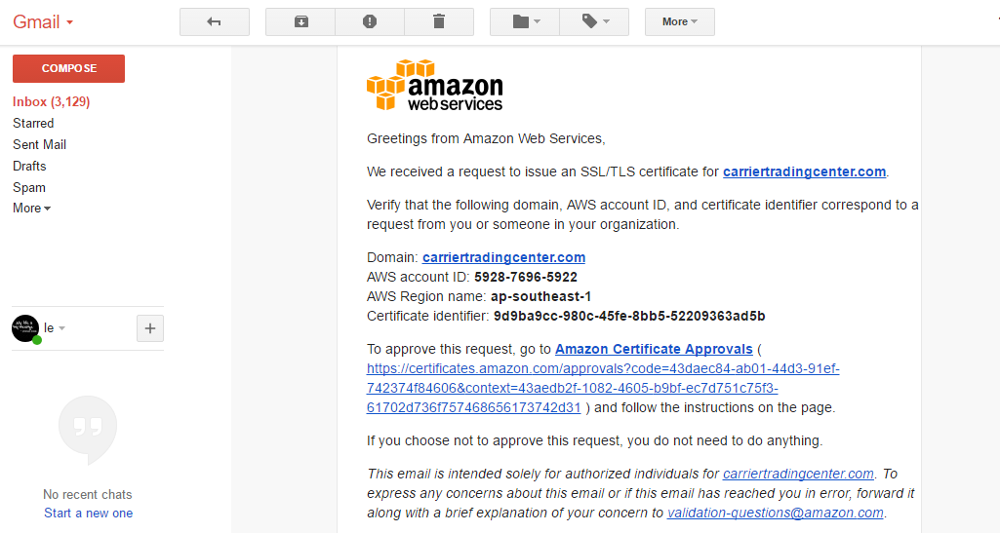 Gmail
More
COMPOSE
Inbox (3,129)
Starred
Sent Mail
Drafts
Spam
More
le
No recent chats
Start a new one
amazon
web services
Greetings from Amazon Web Services,
We received a request to issue an SSL/TLS certificate for carriertradingcenter.com.
Verify that the following domain, AWS account ID, and certificate identifier correspond to a
request from you or someone in your organization.
Domain: carriertradingcenter.com
AWS account ID: 5928-7696-5922
AWS Region name: ap-southeast-1
Certificate identifier: 9d9ba9cc-980c-45fe-8bb5-52209363ad5b
To approve this request, go to Amazon Certificate Approvals (
https://certificates.amazon.com/approvals?code=43daec84-ab01-44d3-91ef-
742374f84606&context=43aedb2f-1082-4605-b9bf-ec7d751c75f3-
61702d736f757468656173742d31 ) and follow the instructions on the page.
If you choose not to approve this request, you do not need to do anything.
This email is intended solely for authorized individuals for carriertradingcenter.com. To
express any concerns about this email or if this email has reached you in error, forward it
along with a brief explanation of your concern to validation-questions@amazon.com.